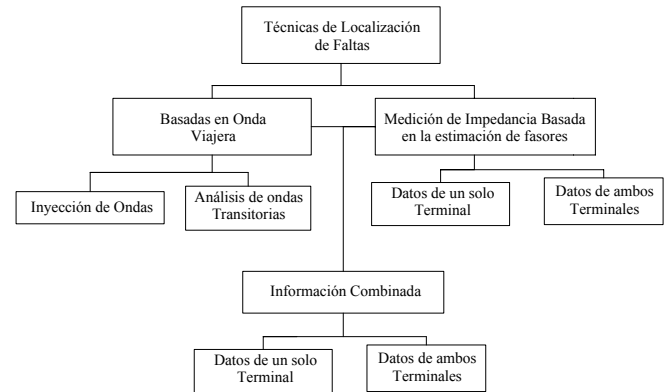 Técnicas de Localización
de Faltas
Basadas en Onda
Viajera
Medición de Impedancia Basada
en la estimación de fasores
Inyección de Ondas
Análisis de ondas
Transitorias
Datos de un solo
Terminal
Datos de ambos
Terminales
Información Combinada
Datos de un solo
Terminal
Datos de ambos
Terminales